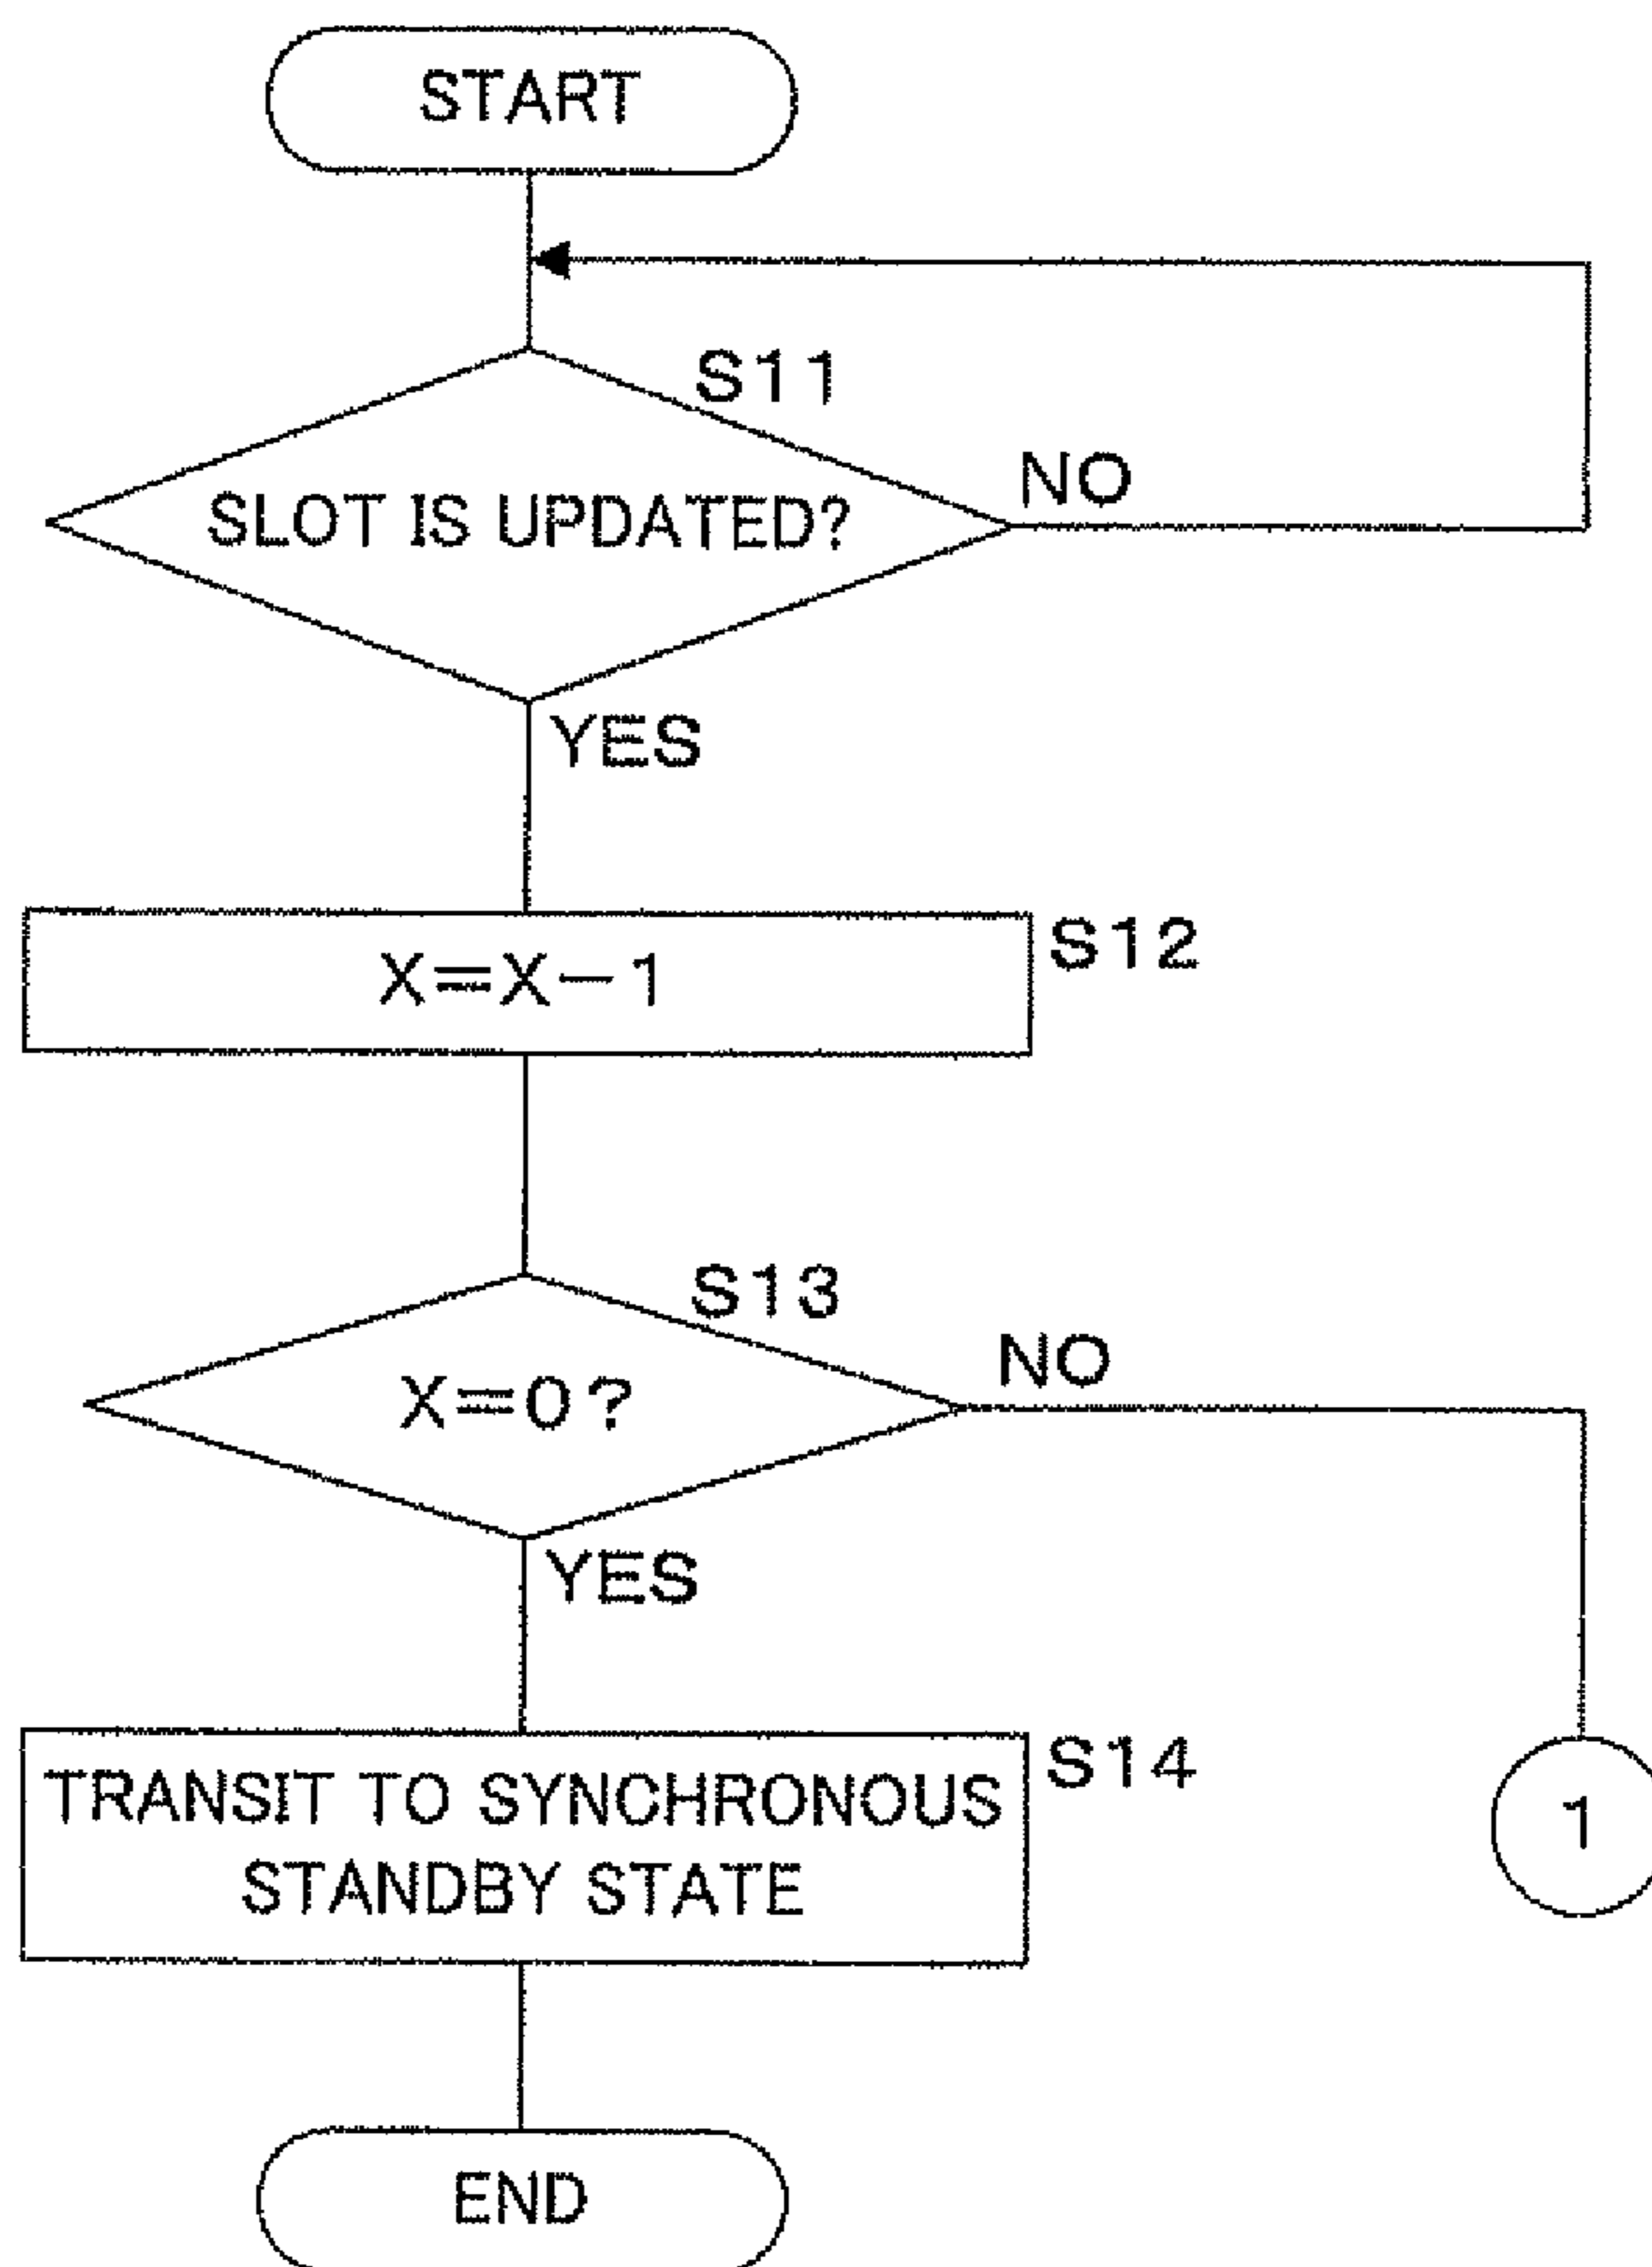 START
S11
SLOT IS UPDATED?
NO
YES
X=X-1
S12
S13
X=0?
NO
YES
TRANSIT TO SYNCHRONOUS
STANDBY STATE
S14
1
END